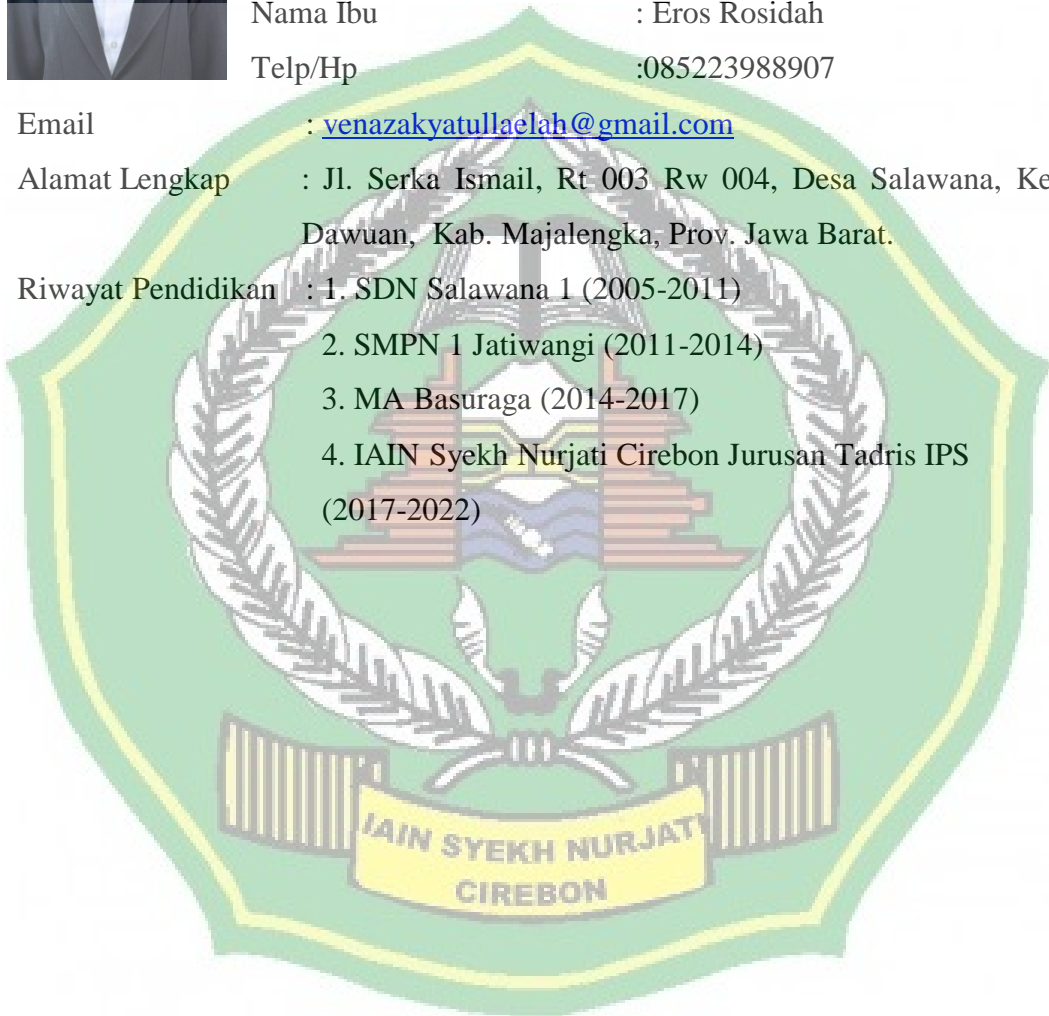 Nama Ibu : Eros Rosidah
Telp/Hp :085223988907
Email : venazakyatullaelah@gmail.com
Alamat Lengkap : Jl. Serka Ismail, Rt 003 Rw 004, Desa Salawana, Ke
Dawuan, Kab. Majalengka, Prov. Jawa Barat.
Riwayat Pendidikan : 1. SDN Salawana 1 (2005-2011)
2. SMPN 1 Jatiwangi (2011-2014)
3. MA Basuraga (2014-2017)
4. IAIN Syekh Nurjati Cirebon Jurusan Tadris IPS
(2017-2022)
IAIN SYEKH NURJATI
CIREBON